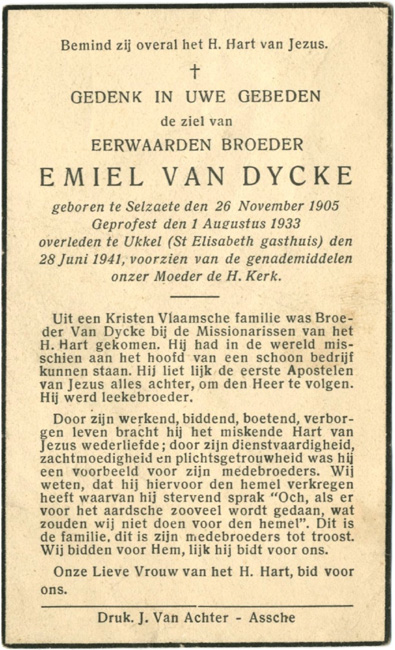 Bemind zij overal het H. Hart van Jezus.
†
GEDENK IN UWE GEBEDEN
de ziel van
EERWAARDEN BROEDER
EMIEL VAN DYCKE
geboren te Selzaete den 26 November 1905
Geprofest den 1 Augustus 1933
overleden te Ukkel (St Elisabeth gasthuis) den
28 Juni 1941, voorzien van de genademiddelen
onzer Moeder de H. Kerk.
Uit een Kristen Vlaamsche familie was Broe-
der Van Dycke bij de Missionarissen van het
H. Hart gekomen. Hij had in de wereld mis-
schien aan het hoofd van een schoon bedrijf
kunnen staan. Hij liet lijk de eerste Apostelen
van Jezus alles achter, om den Heer te volgen.
Hij werd leekebroeder.
Door zijn werkend, biddend, boetend, verbor-
gen leven bracht hij het miskende Hart van
Jezus wederliefde; door zijn dienstvaardigheid,
zachtmoedigheid en plichtsgetrouwheid was hij
een voorbeeld voor zijn medebroeders. Wij
weten, dat hij hiervoor den hemel verkregen
heeft waarvan hij stervend sprak "Och, als er
voor het aardsche zooveel wordt gedaan, wat
zouden wij niet doen voor den hemel". Dit is
de familie, dit is zijn medebroeders tot troost.
Wij bidden voor Hem, lijk hij bidt voor ons.
Onze Lieve Vrouw van het H. Hart, bid voor
ons.
Druk. J. Van Achter - Assche